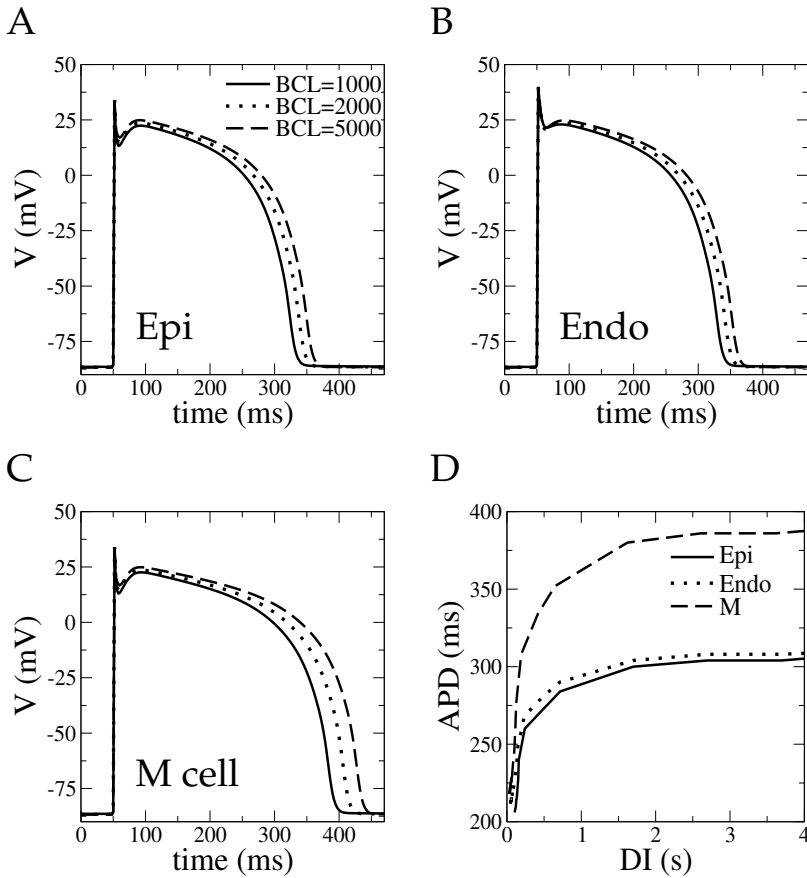 A
50
25
0
-25
-50
-75
V (mV)
BCL=1000
BCL=2000
BCL=5000
Epi
0 100 200 300 400
time (ms)
B
50
25
0
-25
-50
-75
V (mV)
Endo
0 100 200 300 400
time (ms)
C
50
25
0
-25
-50
-75
V (mV)
M cell
0 100 200 300 400
time (ms)
D
400
350
300
250
200
APD (ms)
Epi
Endo
M
0 1 2 3 4
DI (s)